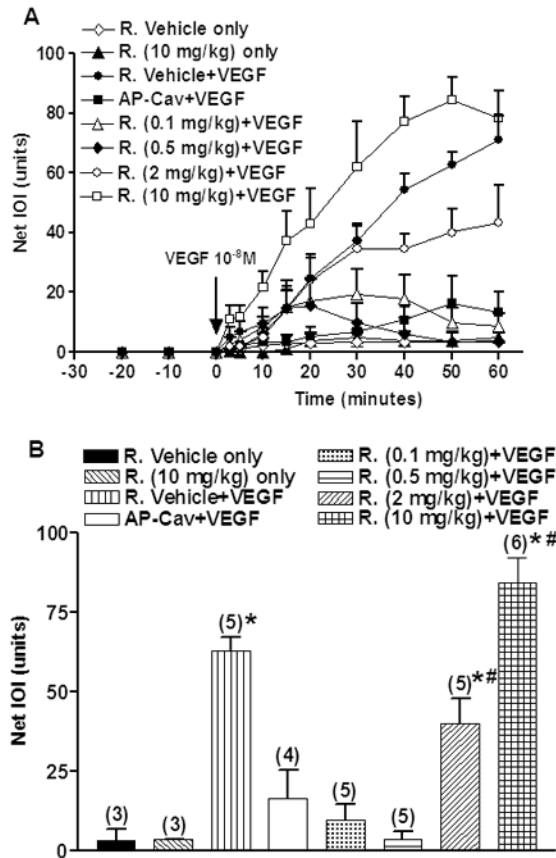 A
R. Vehicle only
R. (10 mg/kg) only
R. Vehicle+VEGF
AP-Cav+VEGF
R. (0.1 mg/kg)+VEGF
R. (0.5 mg/kg)+VEGF
R. (2 mg/kg)+VEGF
R. (10 mg/kg)+VEGF
VEGF 10⁻⁸M
Net IOI (units)
100
80
60
40
20
0
-30 -20 -10 0 10 20 30 40 50 60
Time (minutes)
B
R. Vehicle only
R. (10 mg/kg) only
R. Vehicle+VEGF
AP-Cav+VEGF
R. (0.1 mg/kg)+VEGF
R. (0.5 mg/kg)+VEGF
R. (2 mg/kg)+VEGF
R. (10 mg/kg)+VEGF
Net IOI (units)
100
75
50
25
0
(3) (3) (5)* (4) (5) (5) (5)*# (6)*#